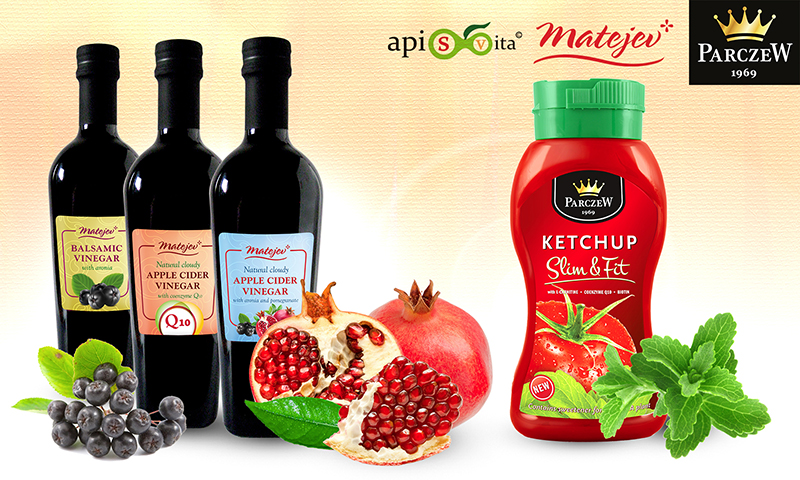 apisvita©
Matejev
PARCZEW
1969
Matejev
BALSAMIC
VINEGAR
with aronia
Matejev
Natural cloudy
APPLE CIDER
VINEGAR
with coenzyme Q10
Q10
Matejev
Natural cloudy
APPLE CIDER
VINEGAR
with aronia and pomegranate
PARCZEW
1969
KETCHUP
Slim & Fit
with L-CARNITINE • COENZYME Q10 • BIOTIN
NEW